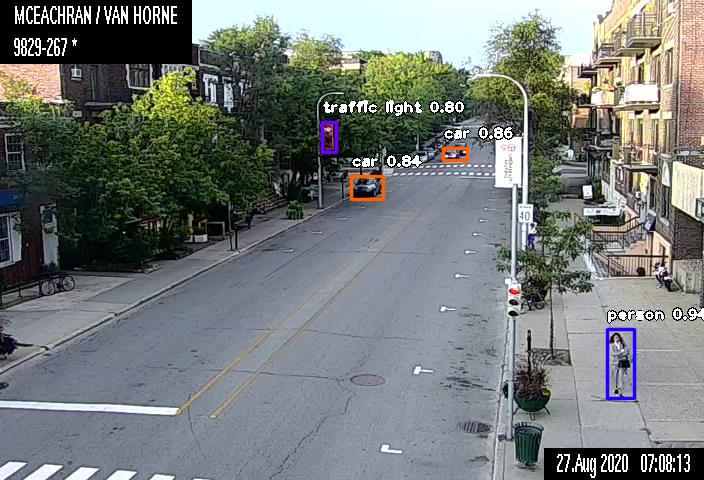 MCEACHRAN / VAN HORNE
9829-267 *
traffic light 0.80
car 0.86
car 0.84
40
person 0.94
27.Aug 2020 07:08:13